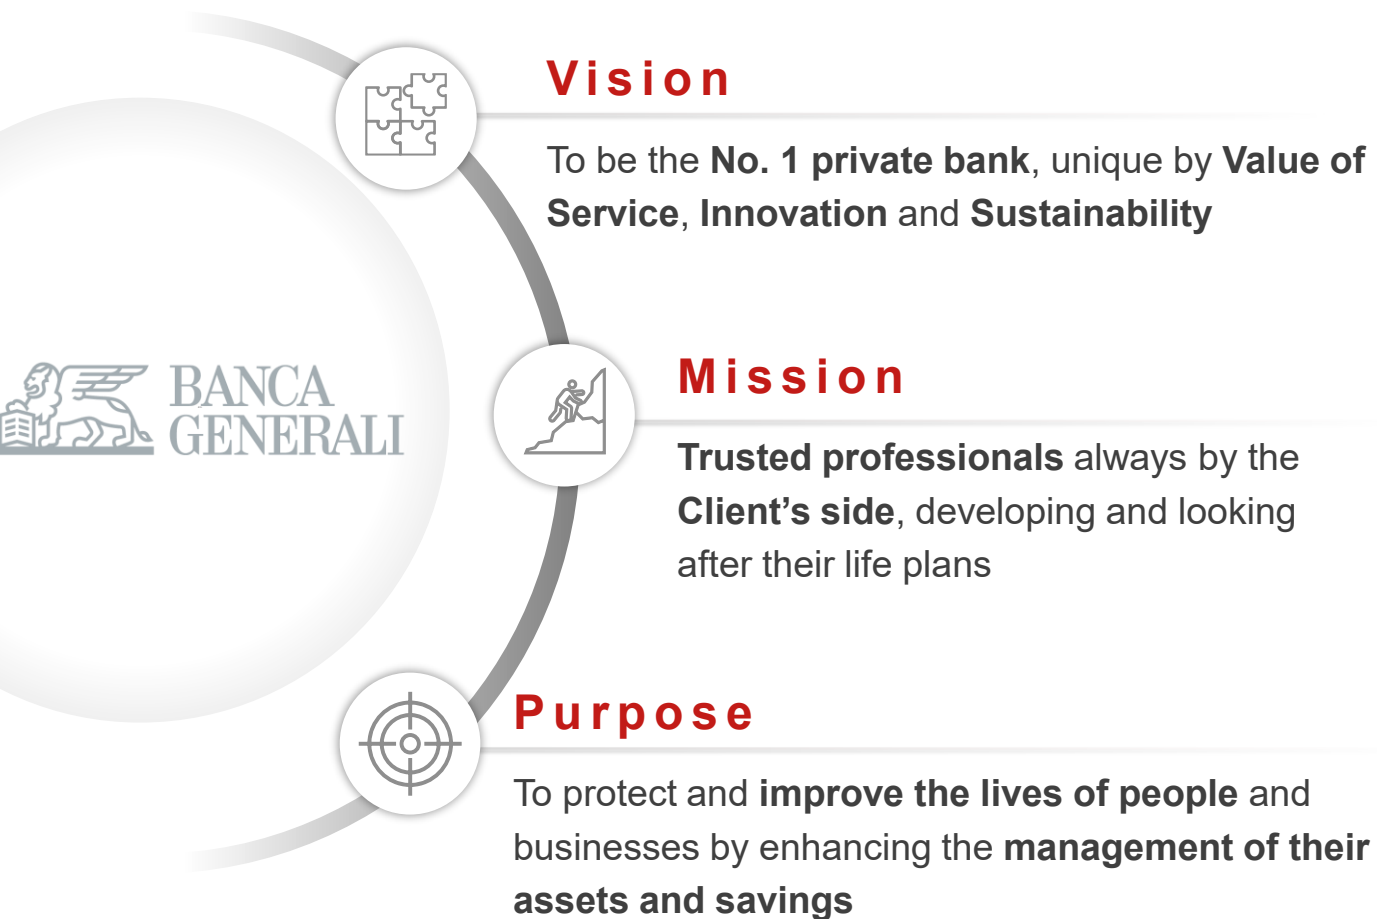 Vision
To be the No. 1 private bank, unique by Value of
Service, Innovation and Sustainability
BANCA
GENERALI
Mission
Trusted professionals always by the
Client’s side, developing and looking
after their life plans
Purpose
To protect and improve the lives of people and
businesses by enhancing the management of their
assets and savings